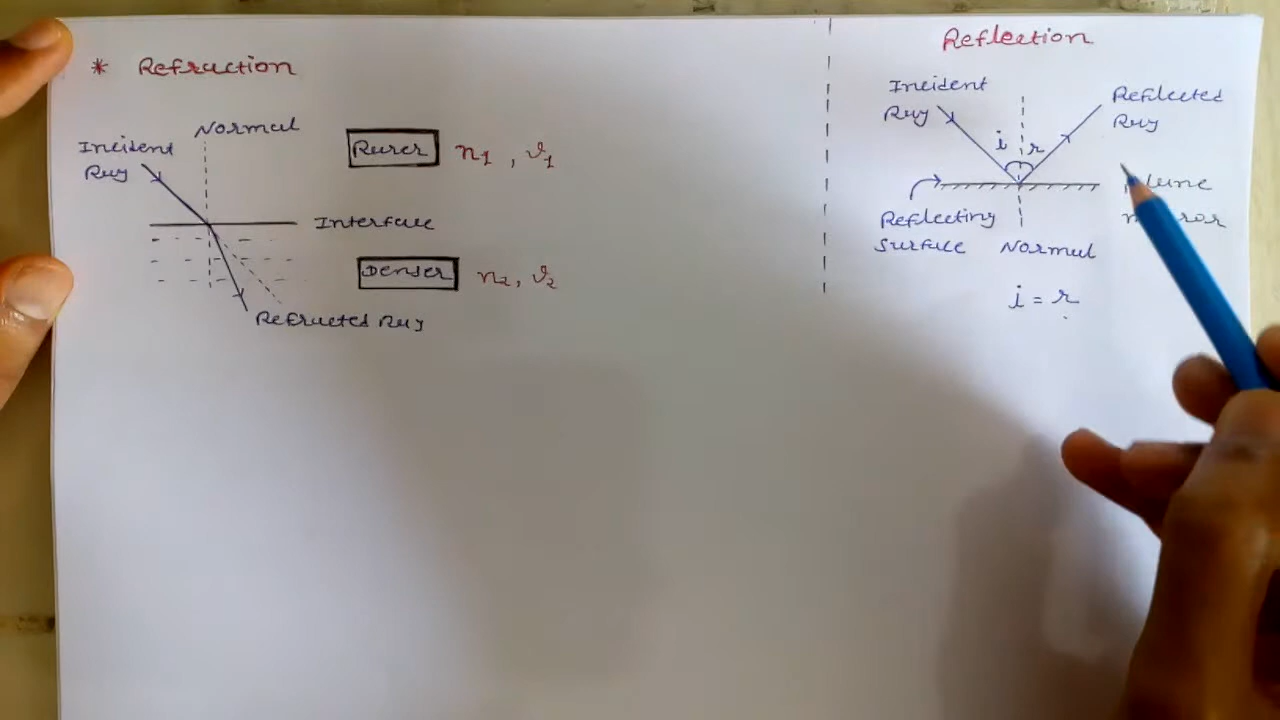 * Refraction
Normal
Incident
Ray
Rarer n1 , v1
Interface
Denser n2, v2
Refracted Ray
Reflection
Incident
Ray
Reflected
Ray
i r
Reflecting
Surface
Normal
i = r